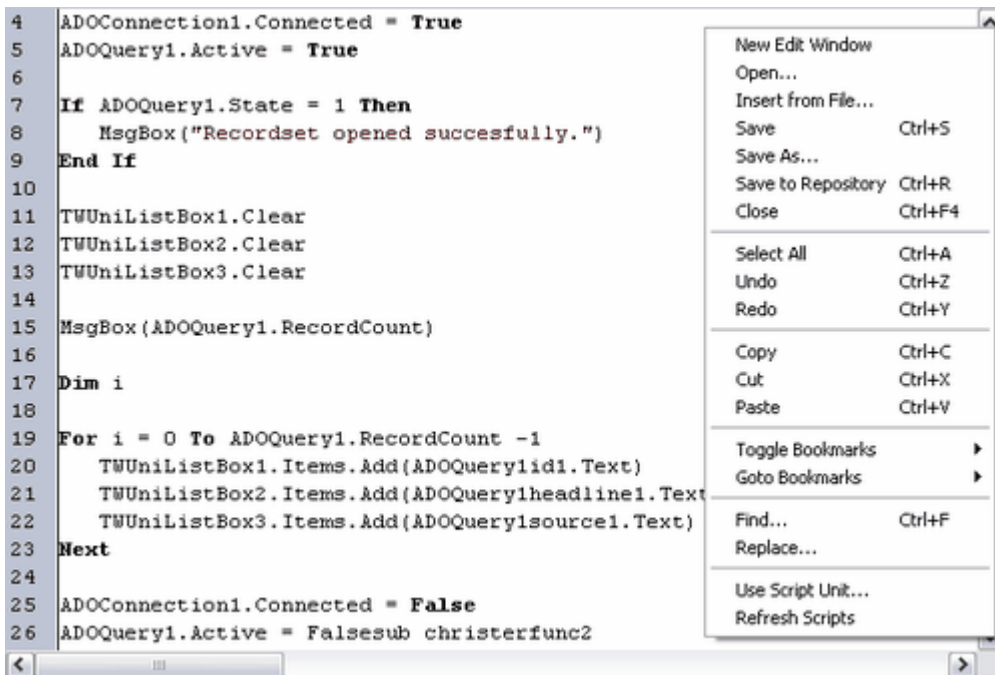 4 ADOConnection1.Connected = True
5 ADOQuery1.Active = True
6
7 If ADOQuery1.State = 1 Then
8 MsgBox("Recordset opened succesfully.")
9 End If
10
11 TWUniListBox1.Clear
12 TWUniListBox2.Clear
13 TWUniListBox3.Clear
14
15 MsgBox(ADOQuery1.RecordCount)
16
17 Dim i
18
19 For i = 0 To ADOQuery1.RecordCount -1
20 TWUniListBox1.Items.Add(ADOQuery1id1.Text)
21 TWUniListBox2.Items.Add(ADOQuery1headline1.Text
22 TWUniListBox3.Items.Add(ADOQuery1source1.Text)
23 Next
24
25 ADOConnection1.Connected = False
26 ADOQuery1.Active = Falsesub christerfunc2
New Edit Window
Open...
Insert from File...
Save Ctrl+S
Save As...
Save to Repository Ctrl+R
Close Ctrl+F4
Select All Ctrl+A
Undo Ctrl+Z
Redo Ctrl+Y
Copy Ctrl+C
Cut Ctrl+X
Paste Ctrl+V
Toggle Bookmarks
Goto Bookmarks
Find... Ctrl+F
Replace...
Use Script Unit...
Refresh Scripts